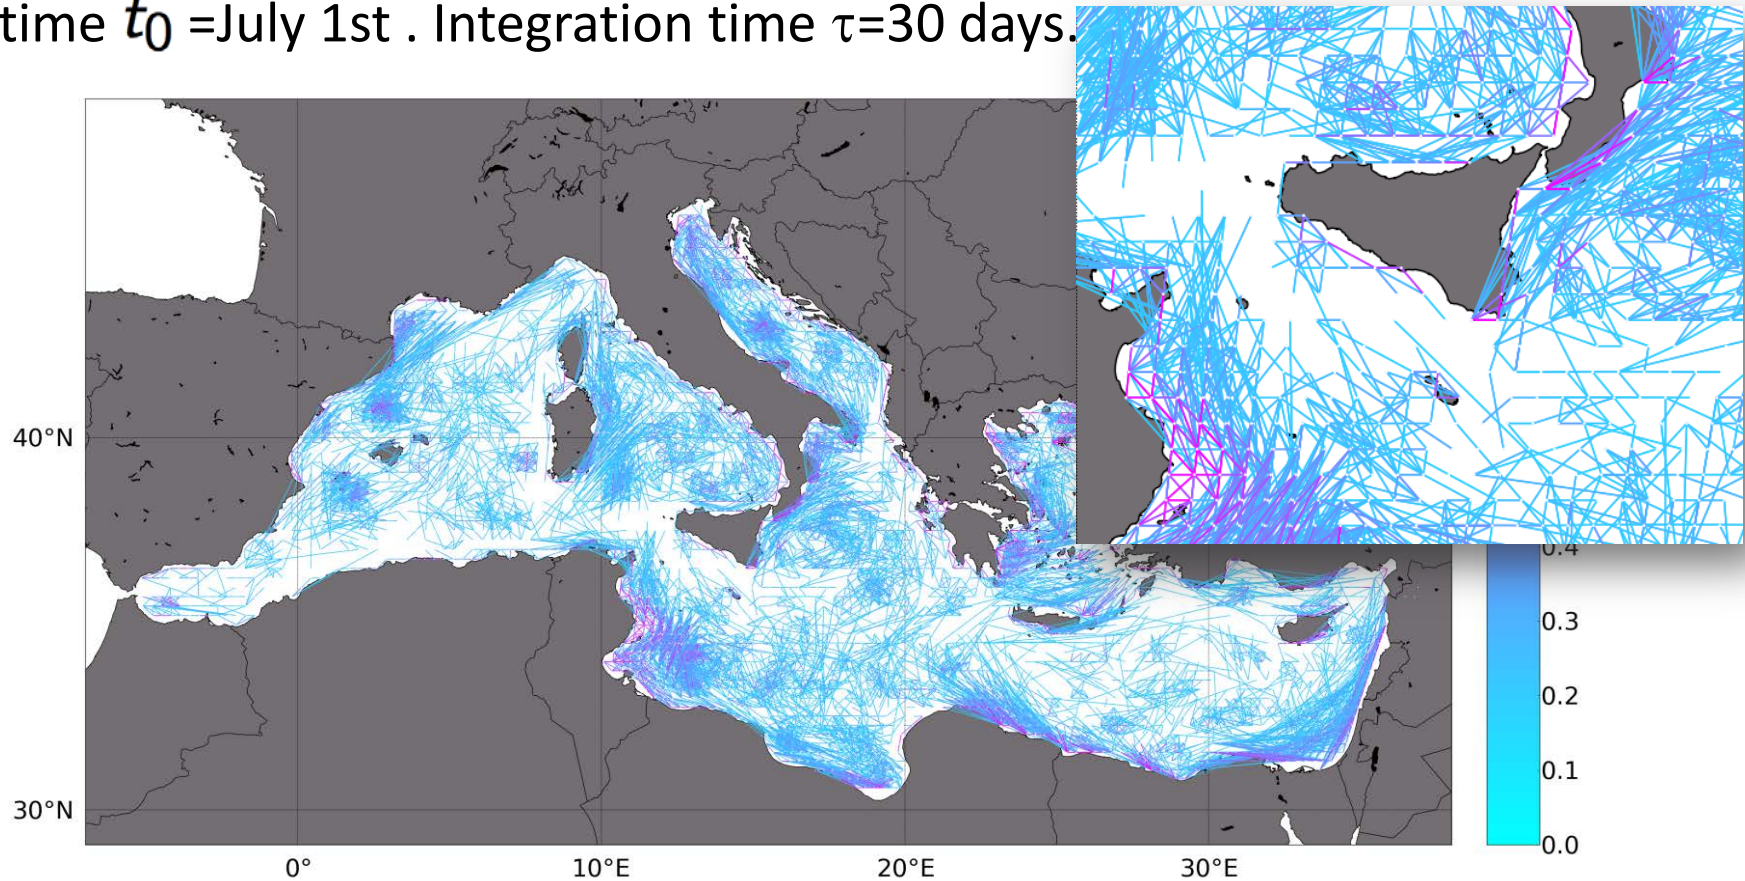 time t₀ =July 1st . Integration time τ=30 days.
40°N
30°N
0°
10°E
20°E
30°E
0.4
0.3
0.2
0.1
0.0